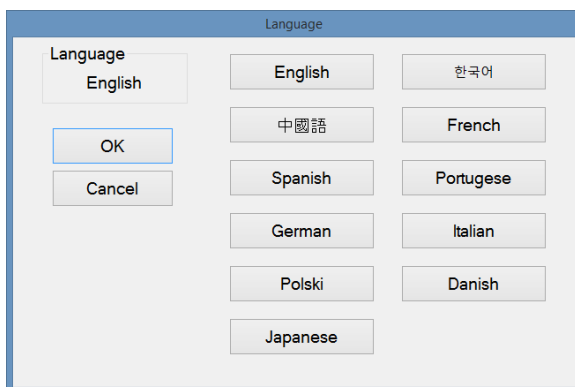 Language
Language
English
OK
Cancel
English
한국어
中國語
French
Spanish
Portugese
German
Italian
Polski
Danish
Japanese